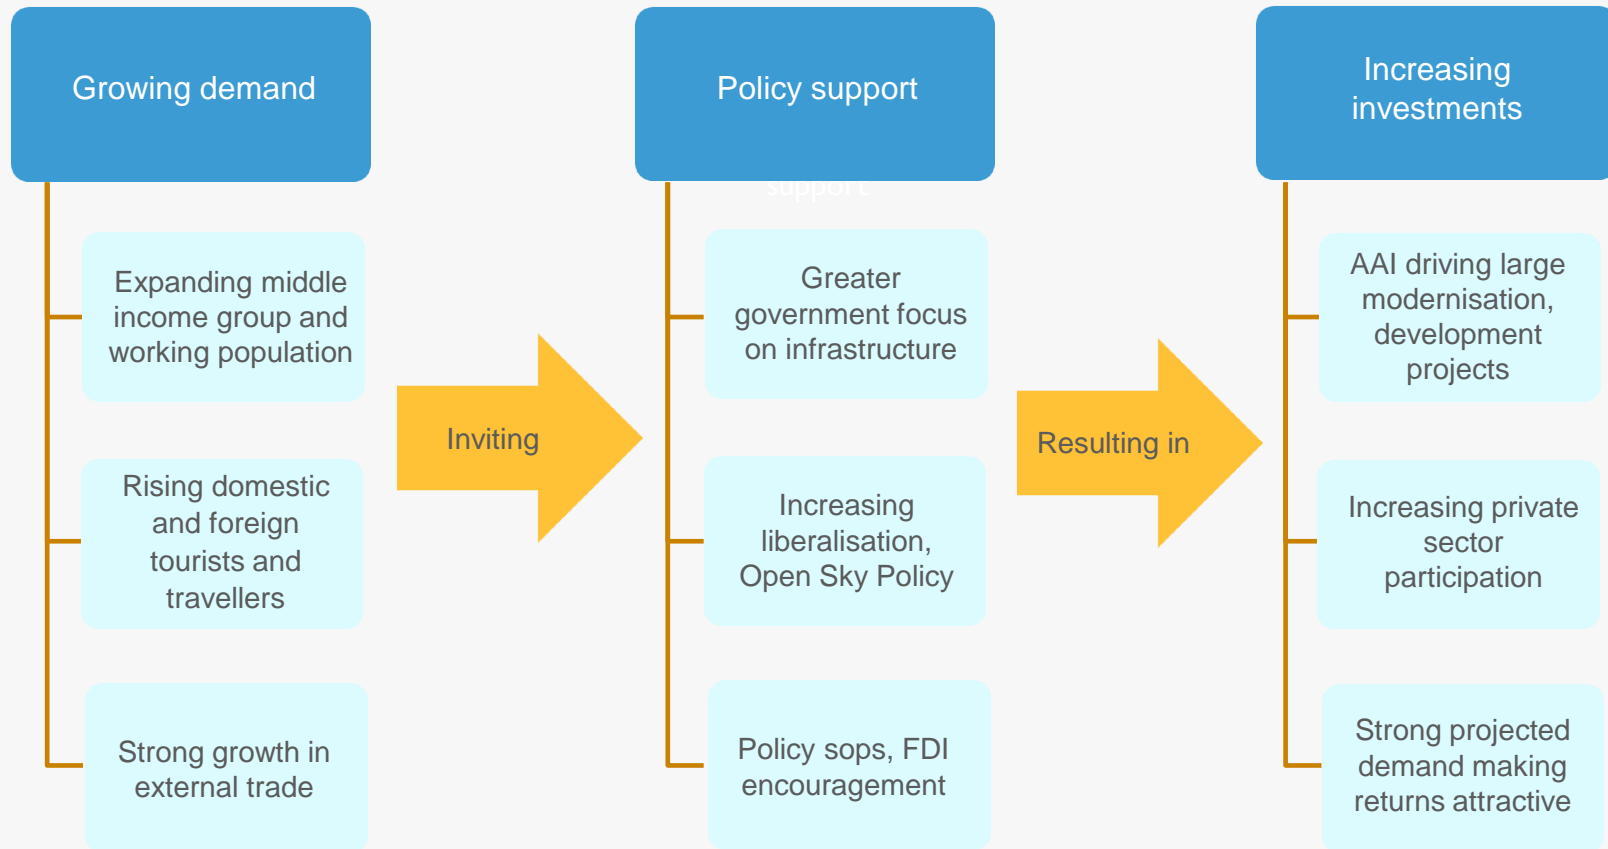 Growing demand
Expanding middle
income group and
working population
Rising domestic
and foreign
tourists and
travellers
Strong growth in
external trade
Inviting
Policy support
support
Greater
government focus
on infrastructure
Increasing
liberalisation,
Open Sky Policy
Policy sops, FDI
encouragement
Resulting in
Increasing
investments
AAI driving large
modernisation,
development
projects
Increasing private
sector
participation
Strong projected
demand making
returns attractive